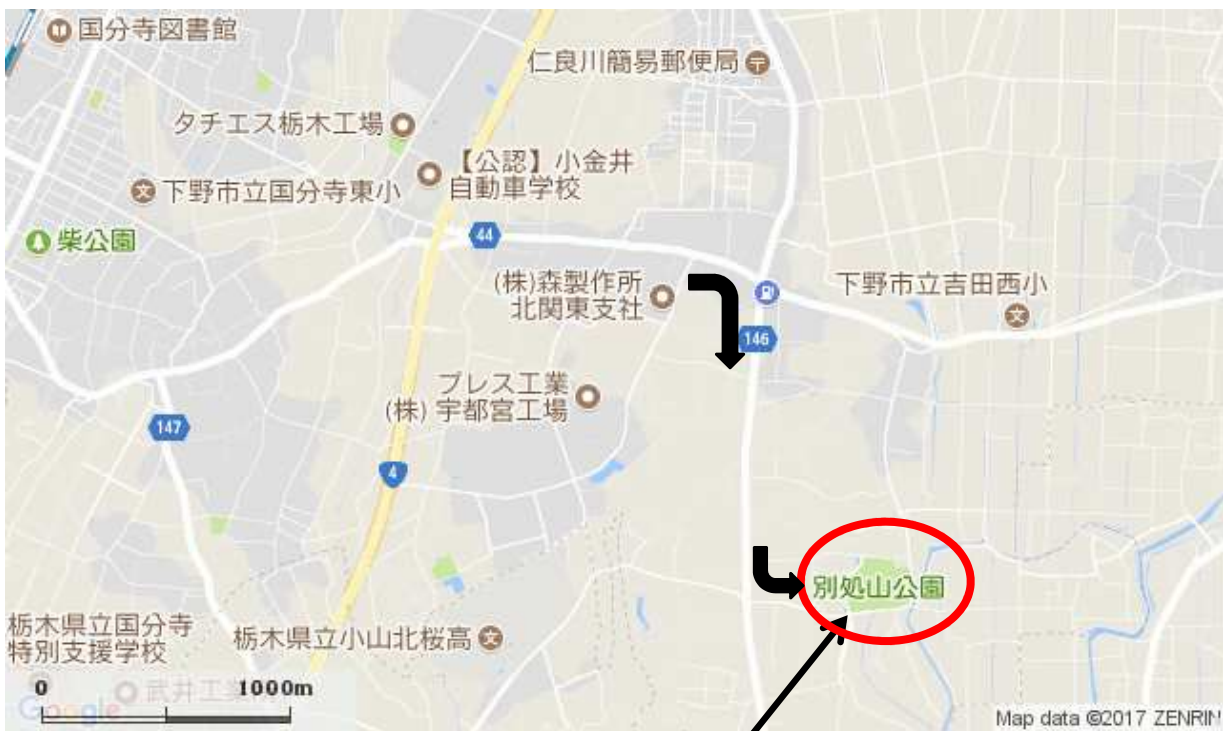 国分寺図書館
仁良川簡易郵便局
タチエス栃木工場
【公認】小金井
自動車学校
下野市立国分寺東小
柴公園
44
(株)森製作所
北関東支社
下野市立吉田西小
146
プレス工業
(株) 宇都宮工場
147
4
別処山公園
栃木県立国分寺
特別支援学校
栃木県立小山北桜高
武井工
0
1000m
Google
Map data ©2017 ZENRIN